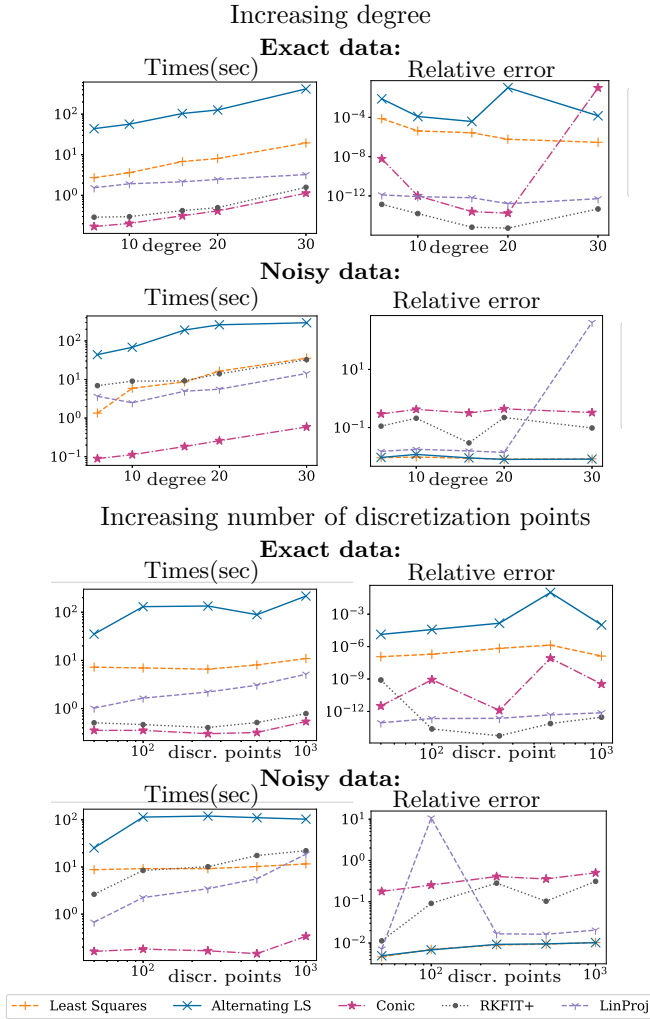 Increasing degree
Exact data:
Times(sec) Relative error
10^2 10^1 10^0
10^-4 10^-8 10^-12
10 degree 20 30
10 degree 20 30
Noisy data:
Times(sec) Relative error
10^2 10^1 10^0 10^-1
10^1 10^-1
10 degree 20 30
10 degree 20 30
Increasing number of discretization points
Exact data:
Times(sec) Relative error
10^2 10^1 10^0
10^-3 10^-6 10^-9 10^-12
10^2 discr. points 10^3
10^2 discr. point 10^3
Noisy data:
Times(sec) Relative error
10^2 10^1 10^0
10^1 10^0 10^-1 10^-2
10^2 discr. points 10^3
10^2 discr. points 10^3
Least Squares Alternating LS Conic RKFIT+ LinProj